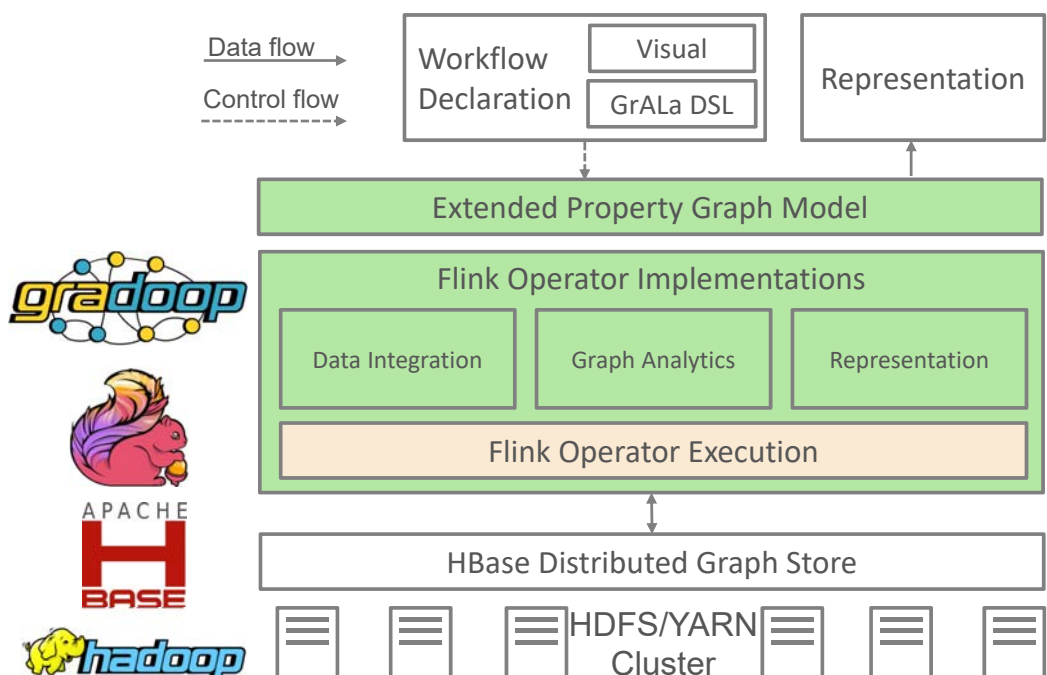 Data flow
Control flow
Workflow
Declaration
Visual
GrALa DSL
Representation
Extended Property Graph Model
gradoop
Flink Operator Implementations
Data Integration
Graph Analytics
Representation
Flink Operator Execution
APACHE
H
BASE
HBase Distributed Graph Store
hadoop
HDFS/YARN
Cluster